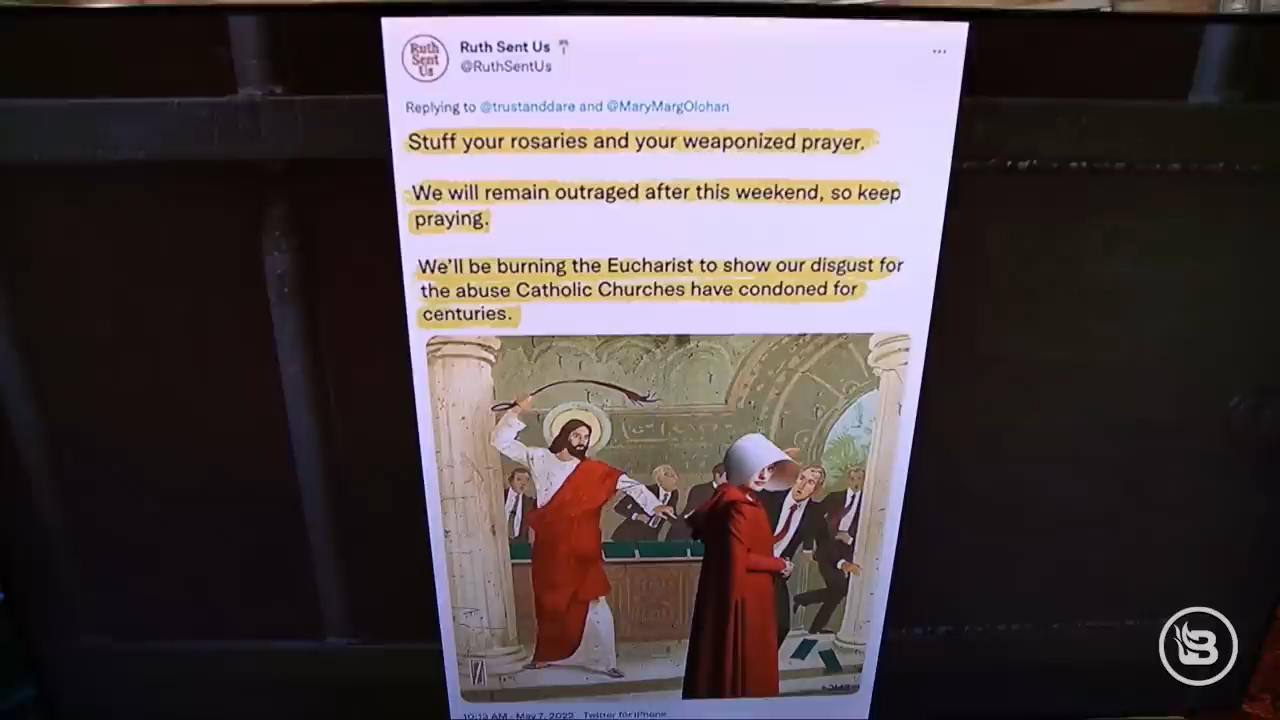 Ruth Sent Us
Ruth Sent Us
@RuthSentUs
Replying to @trustanddare and @MaryMargOlohan
Stuff your rosaries and your weaponized prayer.
We will remain outraged after this weekend, so keep
praying.
We'll be burning the Eucharist to show our disgust for
the abuse Catholic Churches have condoned for
centuries.
10:13 AM · May 7, 2022 · Twitter for iPhone
B